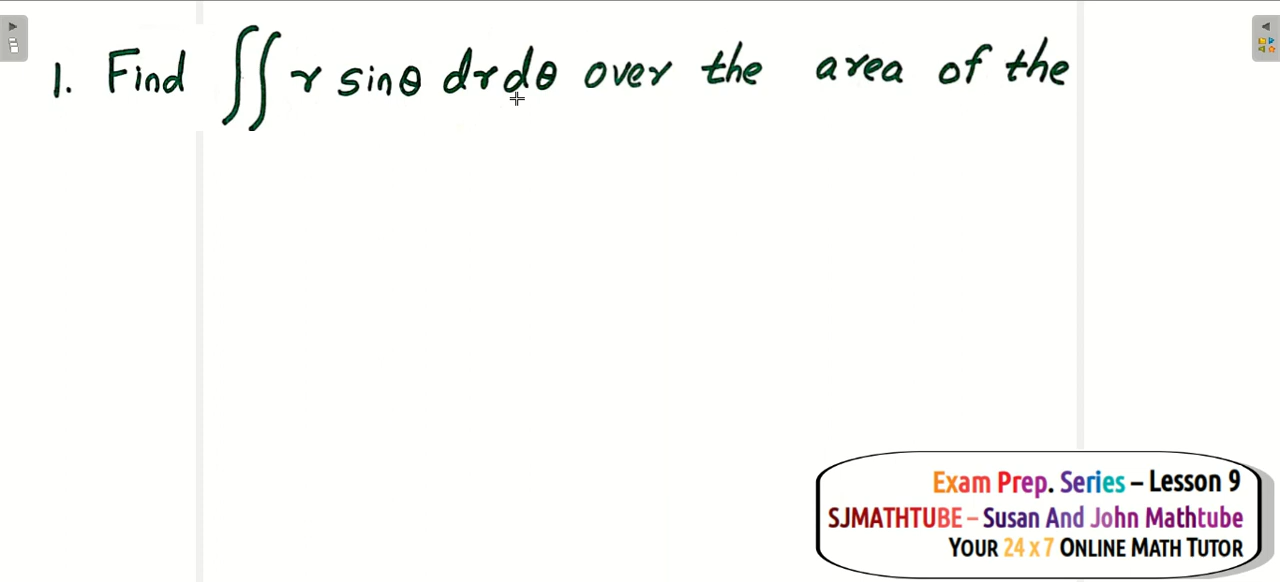 1. Find ∬ r sinθ drdθ over the area of the
Exam Prep. Series – Lesson 9
SJMATHTUBE – Susan And John Mathtube
YOUR 24 x 7 ONLINE MATH TUTOR